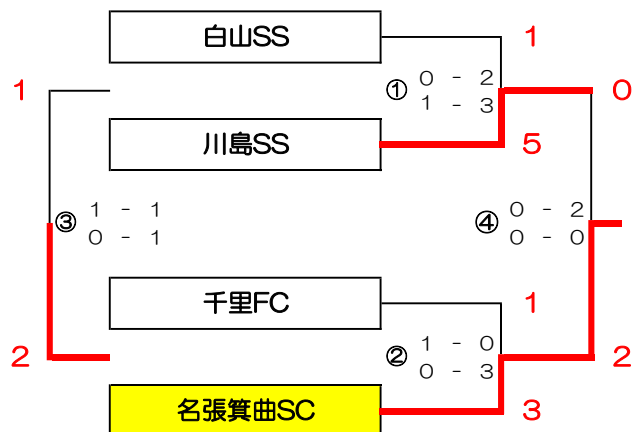 白山SS
1
1
① 0 - 2
1 - 3
0
川島SS
5
③ 1 - 1
0 - 1
④ 0 - 2
0 - 0
千里FC
1
2
② 1 - 0
0 - 3
2
名張箕曲SC
3